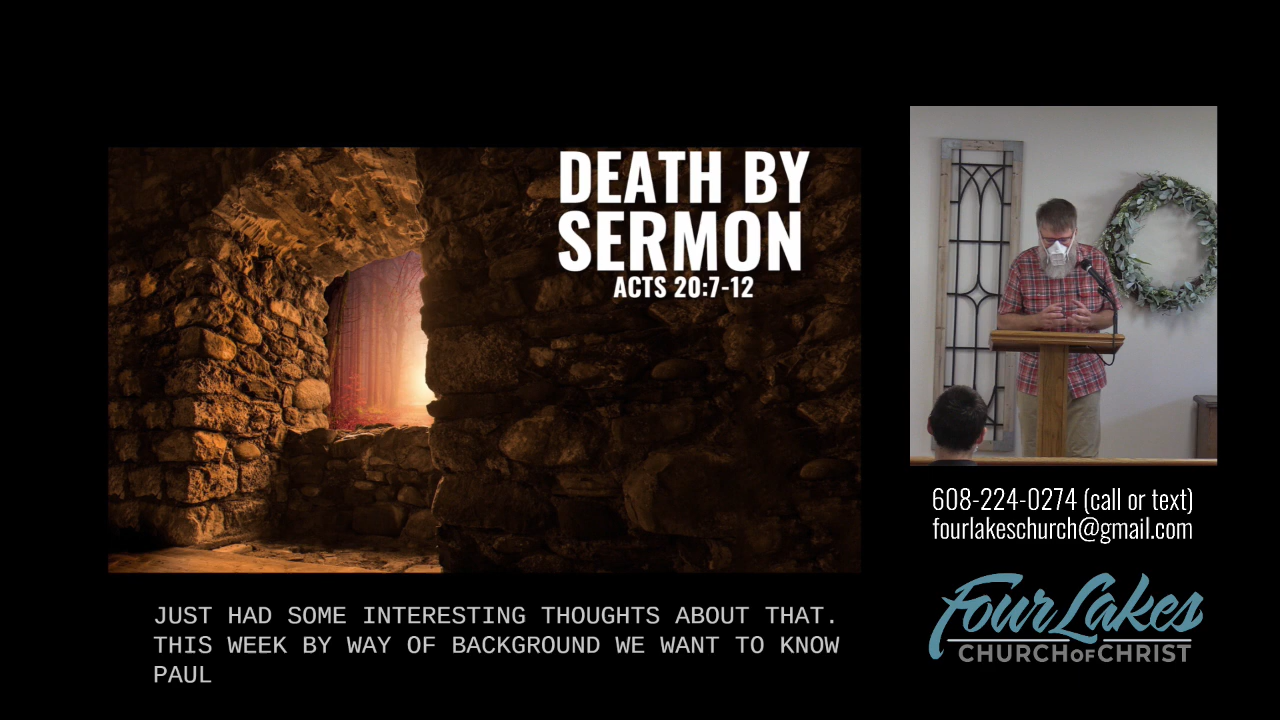 DEATH BY
SERMON
ACTS 20:7-12
608-224-0274 (call or text)
fourlakeschurch@gmail.com
Four Lakes
CHURCH OF CHRIST
JUST HAD SOME INTERESTING THOUGHTS ABOUT THAT.
THIS WEEK BY WAY OF BACKGROUND WE WANT TO KNOW
PAUL